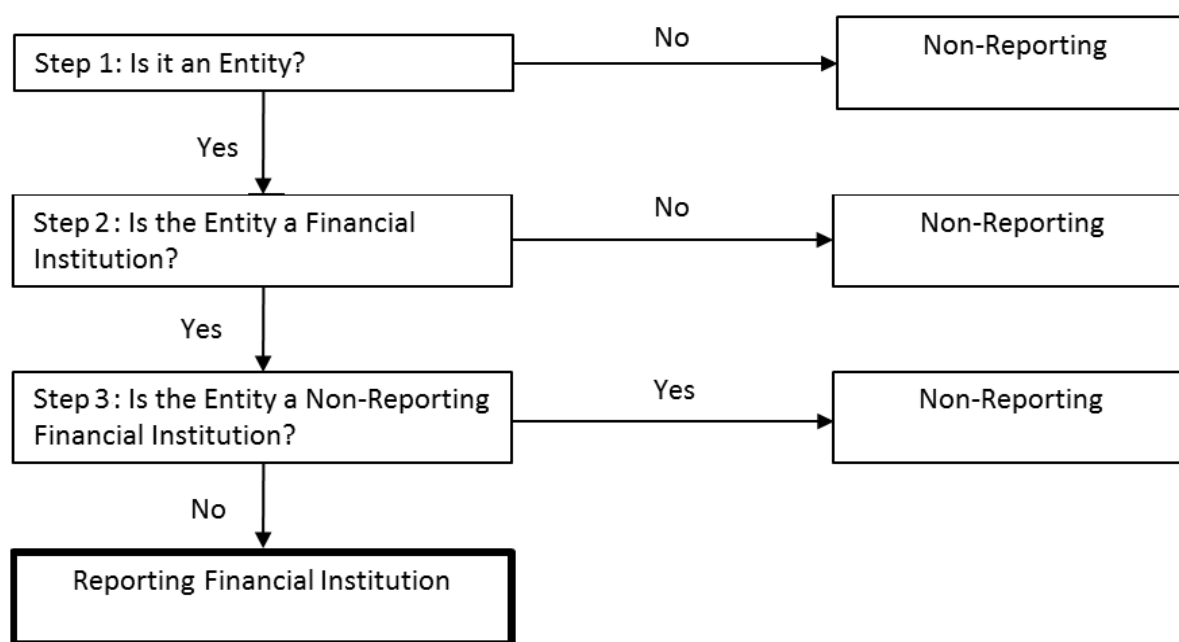 Step 1: Is it an Entity?
No
Non-Reporting
Yes
Step 2: Is the Entity a Financial
Institution?
No
Non-Reporting
Yes
Step 3: Is the Entity a Non-Reporting
Financial Institution?
Yes
Non-Reporting
No
Reporting Financial Institution